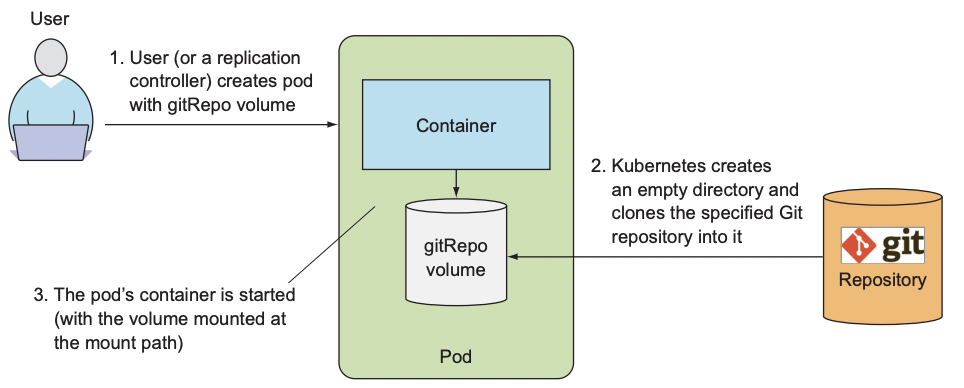 User
1. User (or a replication
controller) creates pod
with gitRepo volume
Container
2. Kubernetes creates
an empty directory and
clones the specified Git
repository into it
gitRepo
volume
git
Repository
3. The pod’s container is started
(with the volume mounted at
the mount path)
Pod